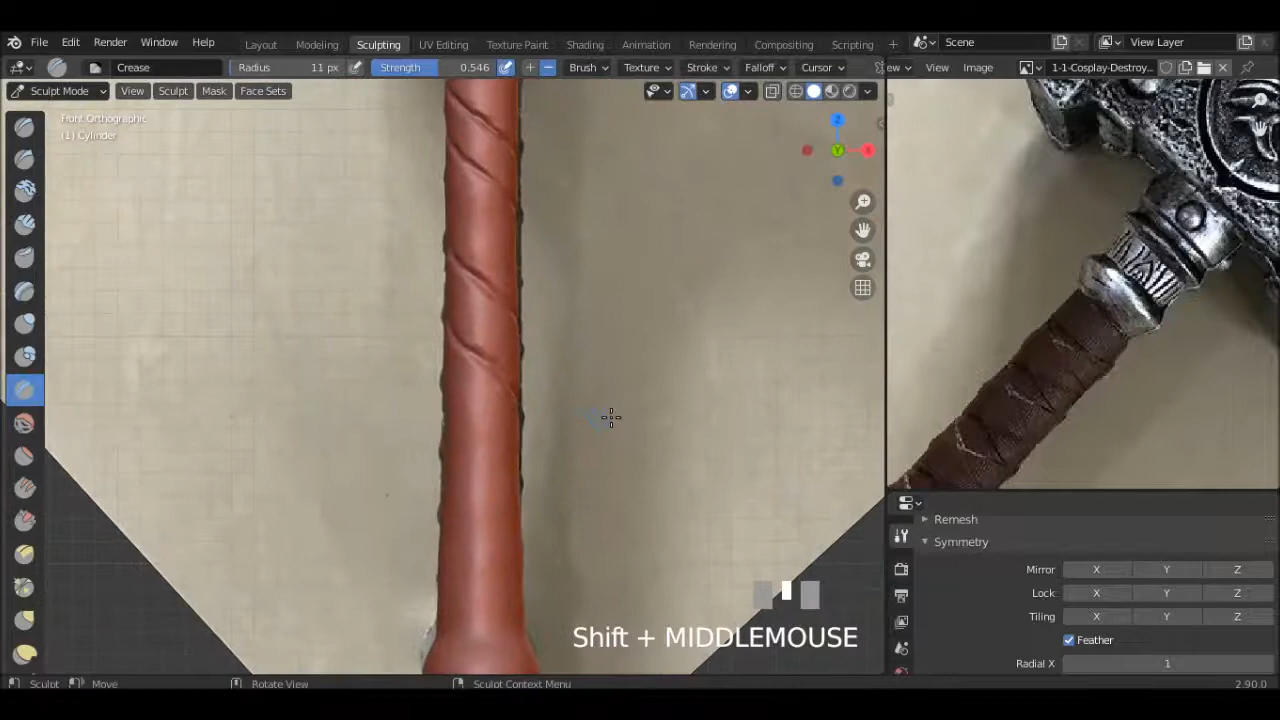 File Edit Render Window Help Layout Modeling Sculpting UV Editing Texture Paint Shading Animation Rendering Compositing Scripting + Scene View Layer
Crease Radius 11 px Strength 0.546 + − Brush Texture Stroke Falloff Cursor View Image 1-1-Cosplay-Destroy...
Sculpt Mode View Sculpt Mask Face Sets
Front Orthographic
(1) Cylinder
Z
Y
X
Remesh
Symmetry
Mirror X Y Z
Lock X Y Z
Tiling X Y Z
Feather
Radial X 1
Shift + MIDDLEMOUSE
Sculpt Move Rotate View Sculpt Context Menu 2.90.0